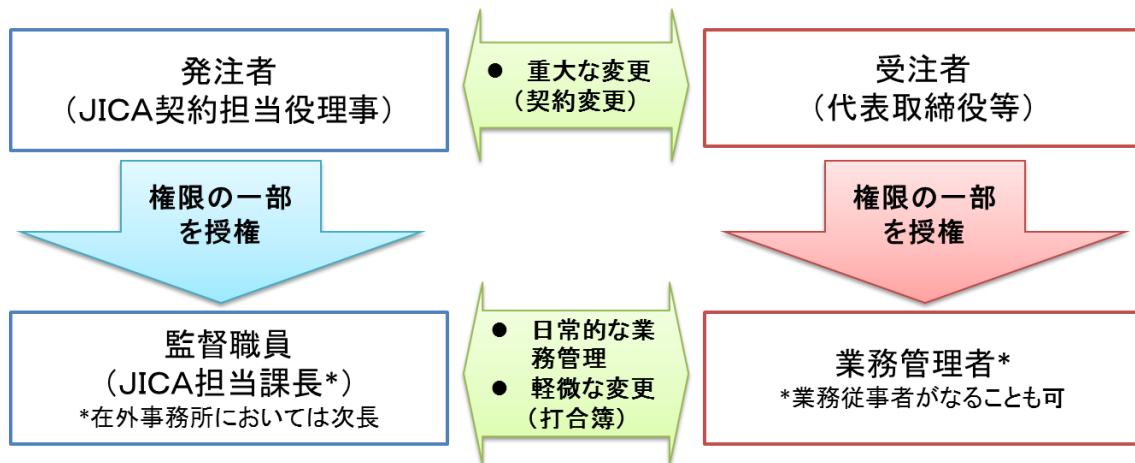 発注者
（ＪＩＣＡ契約担当役理事）
● 重大な変更
（契約変更）
受注者
（代表取締役等）
権限の一部
を授権
権限の一部
を授権
監督職員
（ＪＩＣＡ担当課長*）
*在外事務所においては次長
● 日常的な業
務管理
● 軽微な変更
（打合簿）
業務管理者*
*業務従事者がなることも可